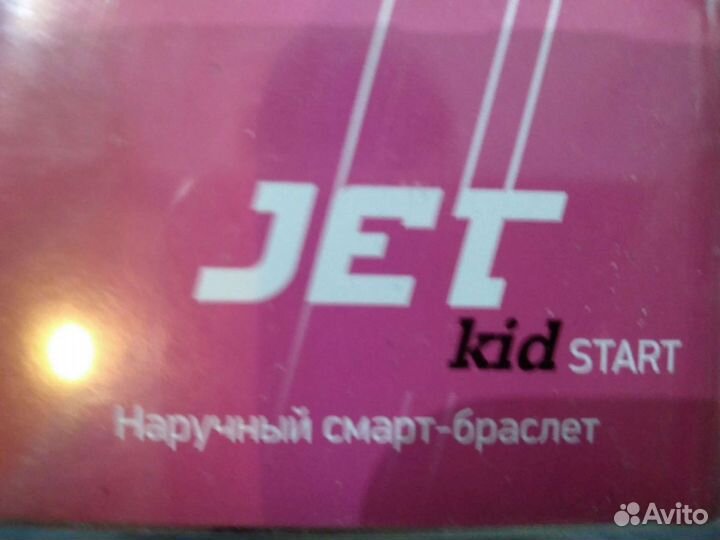 JET
kid START
Наручный смарт-браслет
Avito